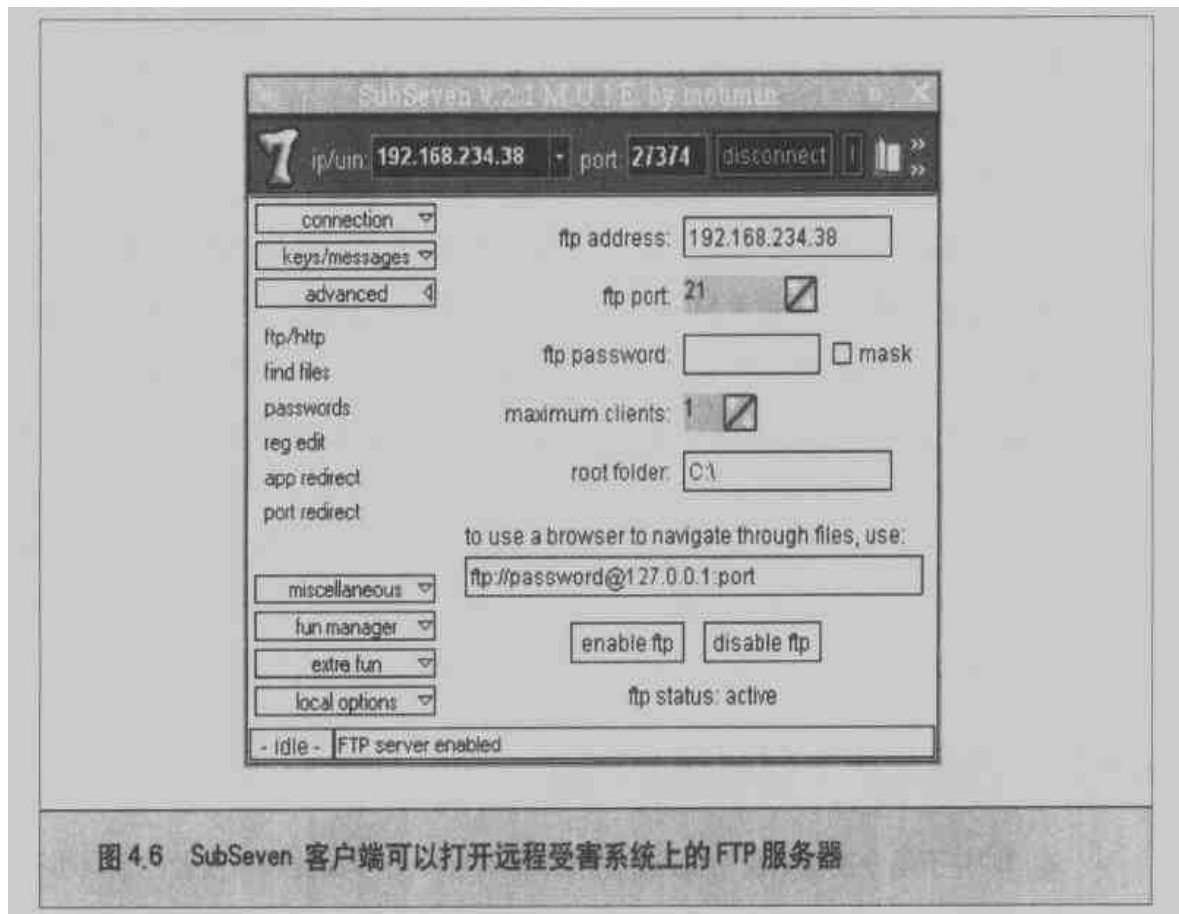 SubSeven v.2.1 M.U.I.E. by mobman
ip/uin: 192.168.234.38 port: 27374 disconnect
connection
keys/messages
advanced
ftp/http
find files
passwords
reg edit
app redirect
port redirect
miscellaneous
fun manager
extra fun
local options
ftp address: 192.168.234.38
ftp port: 21
ftp password: mask
maximum clients: 1
root folder: C:\
to use a browser to navigate through files, use:
ftp://password@127.0.0.1:port
enable ftp disable ftp
ftp status: active
- idle - FTP server enabled
图 4.6 SubSeven 客户端可以打开远程受害系统上的 FTP 服务器